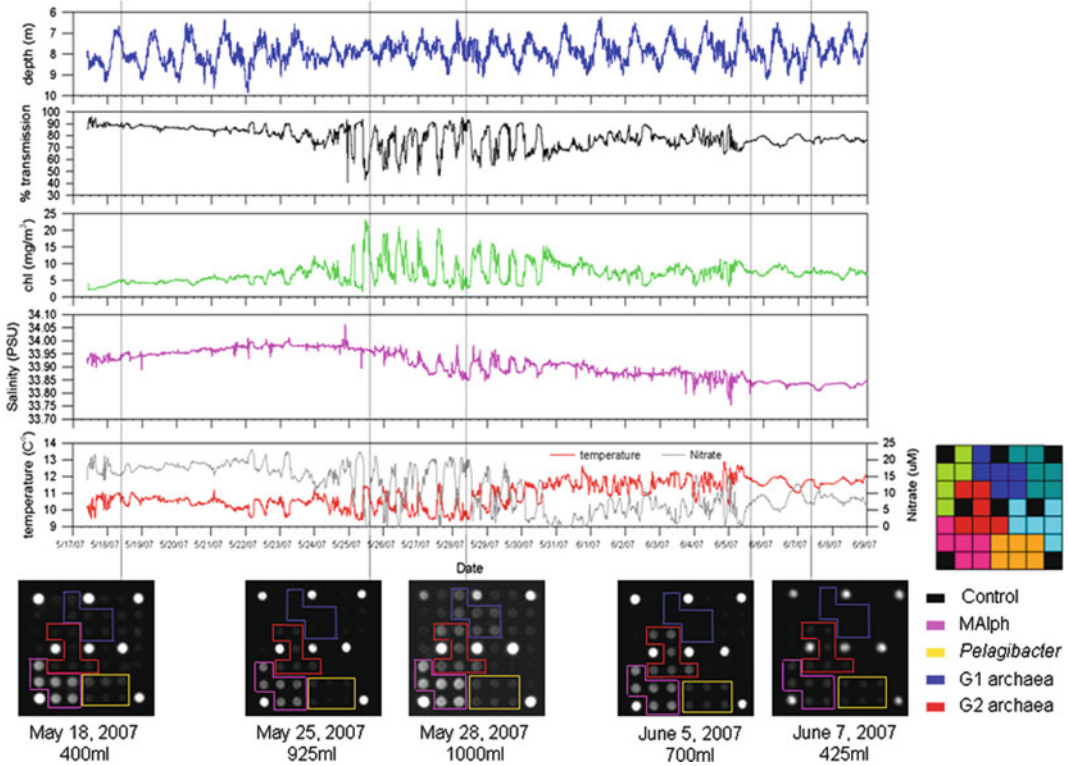 depth (m)
6
7
8
9
10
% transmission
100
90
80
70
60
50
40
30
chl (mg/m³)
25
20
15
10
5
0
Salinity (PSU)
34.10
34.05
34.00
33.95
33.90
33.85
33.80
33.75
33.70
temperature (C°)
14
13
12
11
10
9
temperature
Nitrate
25
20
15
10
5
0
Nitrate (uM)
5/17/07 5/18/07 5/19/07 5/20/07 5/21/07 5/22/07 5/23/07 5/24/07 5/25/07 5/26/07 5/27/07 5/28/07 5/29/07 5/31/07 6/1/07 6/2/07 6/3/07 6/4/07 6/5/07 6/6/07 6/7/07 6/8/07 6/9/07
Date
Control
MAlph
Pelagibacter
G1 archaea
G2 archaea
May 18, 2007
400ml
May 25, 2007
925ml
May 28, 2007
1000ml
June 5, 2007
700ml
June 7, 2007
425ml